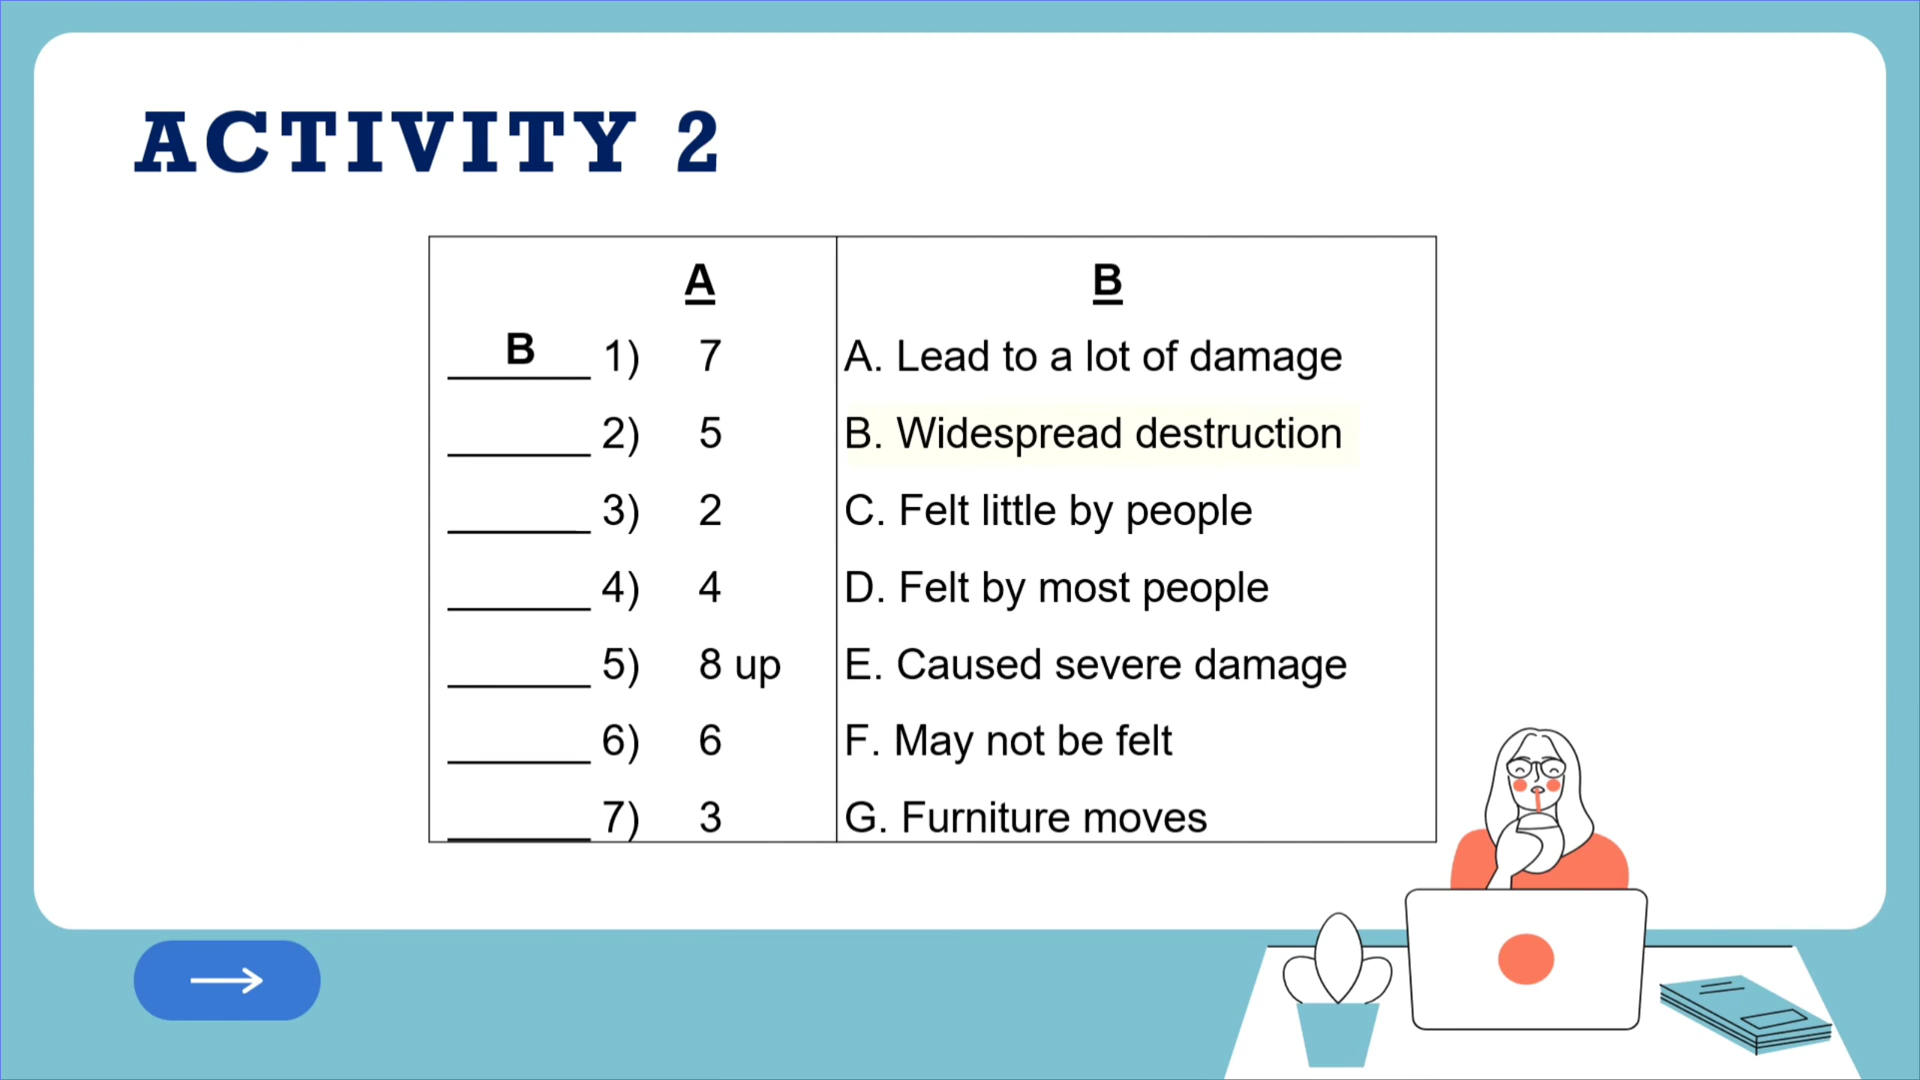 ACTIVITY 2
A B
B 1) 7 A. Lead to a lot of damage
2) 5 B. Widespread destruction
3) 2 C. Felt little by people
4) 4 D. Felt by most people
5) 8 up E. Caused severe damage
6) 6 F. May not be felt
7) 3 G. Furniture moves